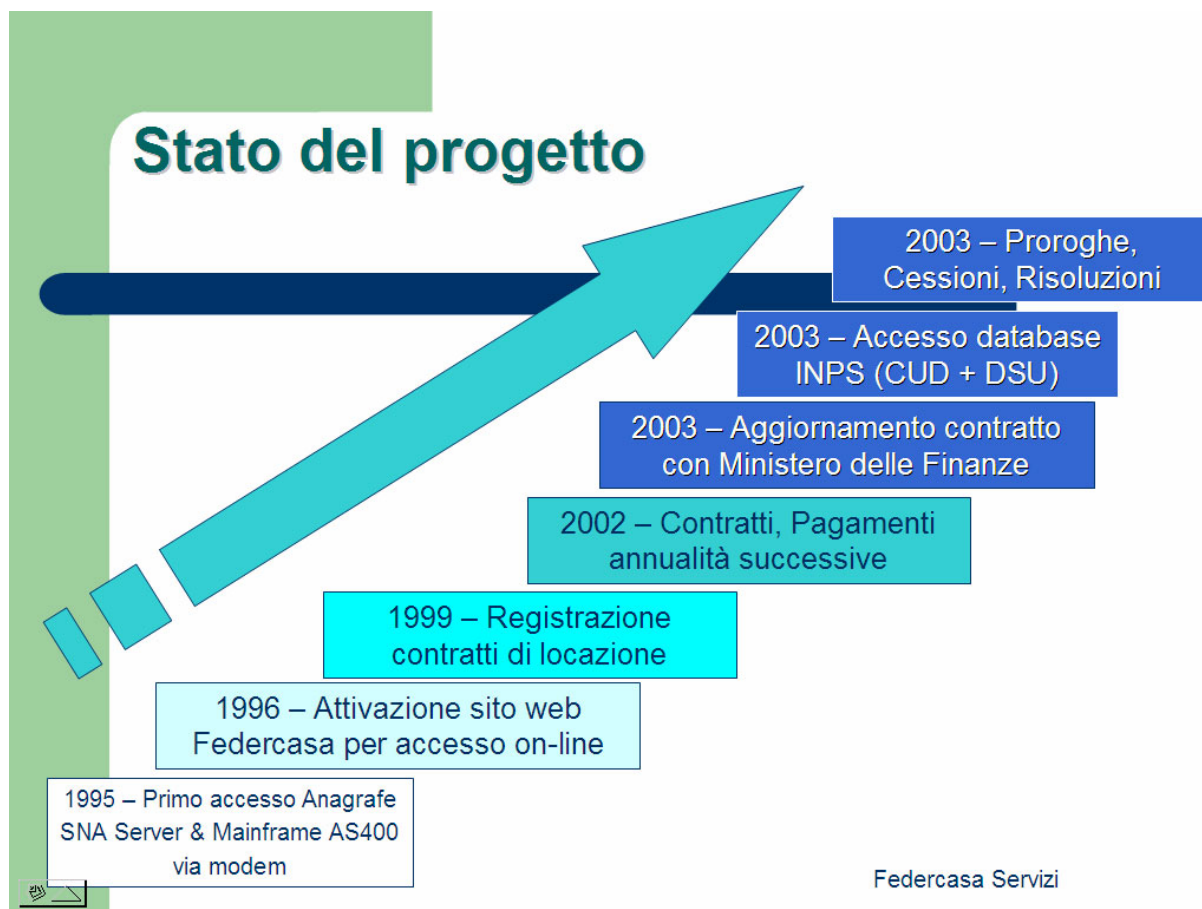 Stato del progetto
2003 – Proroghe,
Cessioni, Risoluzioni
2003 – Accesso database
INPS (CUD + DSU)
2003 – Aggiornamento contratto
con Ministero delle Finanze
2002 – Contratti, Pagamenti
annualità successive
1999 – Registrazione
contratti di locazione
1996 – Attivazione sito web
Federcasa per accesso on-line
1995 – Primo accesso Anagrafe
SNA Server & Mainframe AS400
via modem
Federcasa Servizi